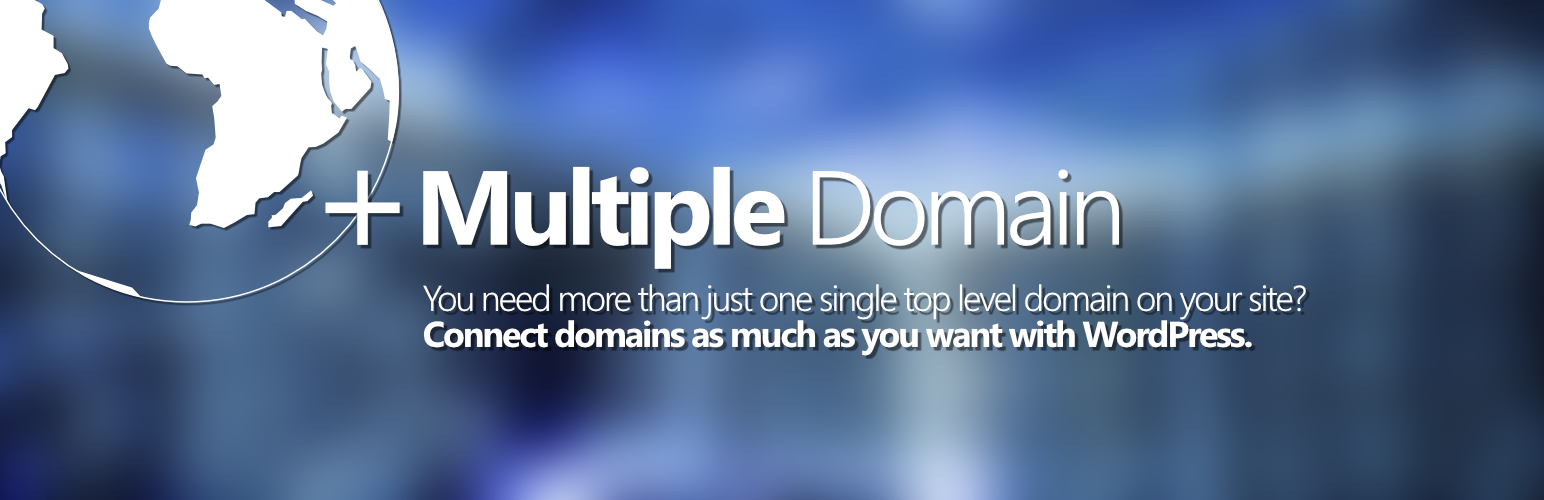 + Multiple Domain
You need more than just one single top level domain on your site?
Connect domains as much as you want with WordPress.